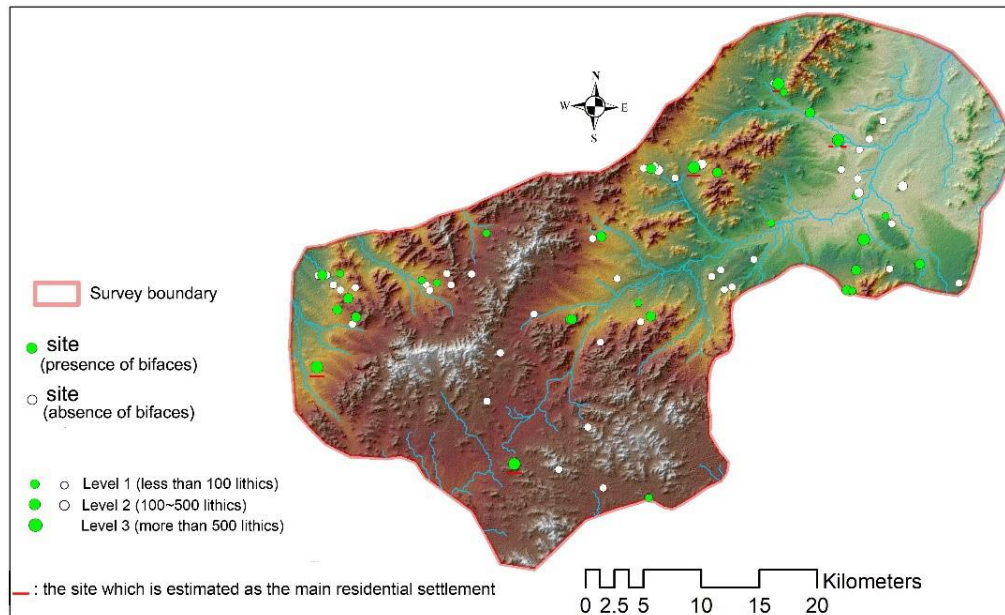 N
W E
S
Survey boundary
site
(presence of bifaces)
site
(absence of bifaces)
Level 1 (less than 100 lithics)
Level 2 (100~500 lithics)
Level 3 (more than 500 lithics)
: the site which is estimated as the main residential settlement
Kilometers
0 2.5 5 10 15 20